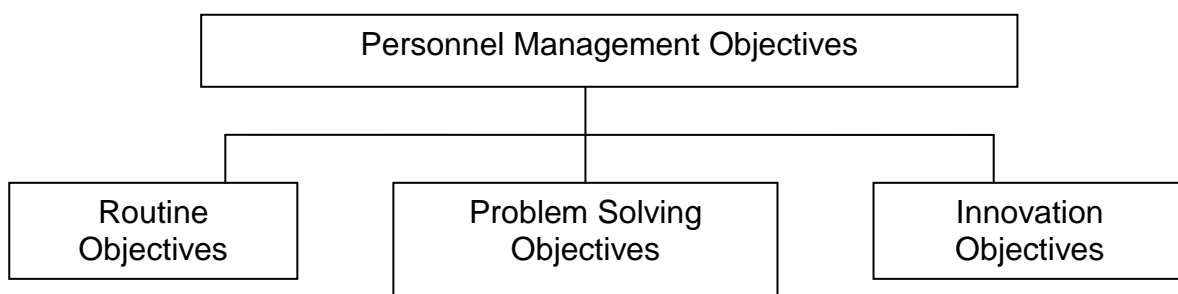 Personnel Management Objectives
Routine
Objectives
Problem Solving
Objectives
Innovation
Objectives